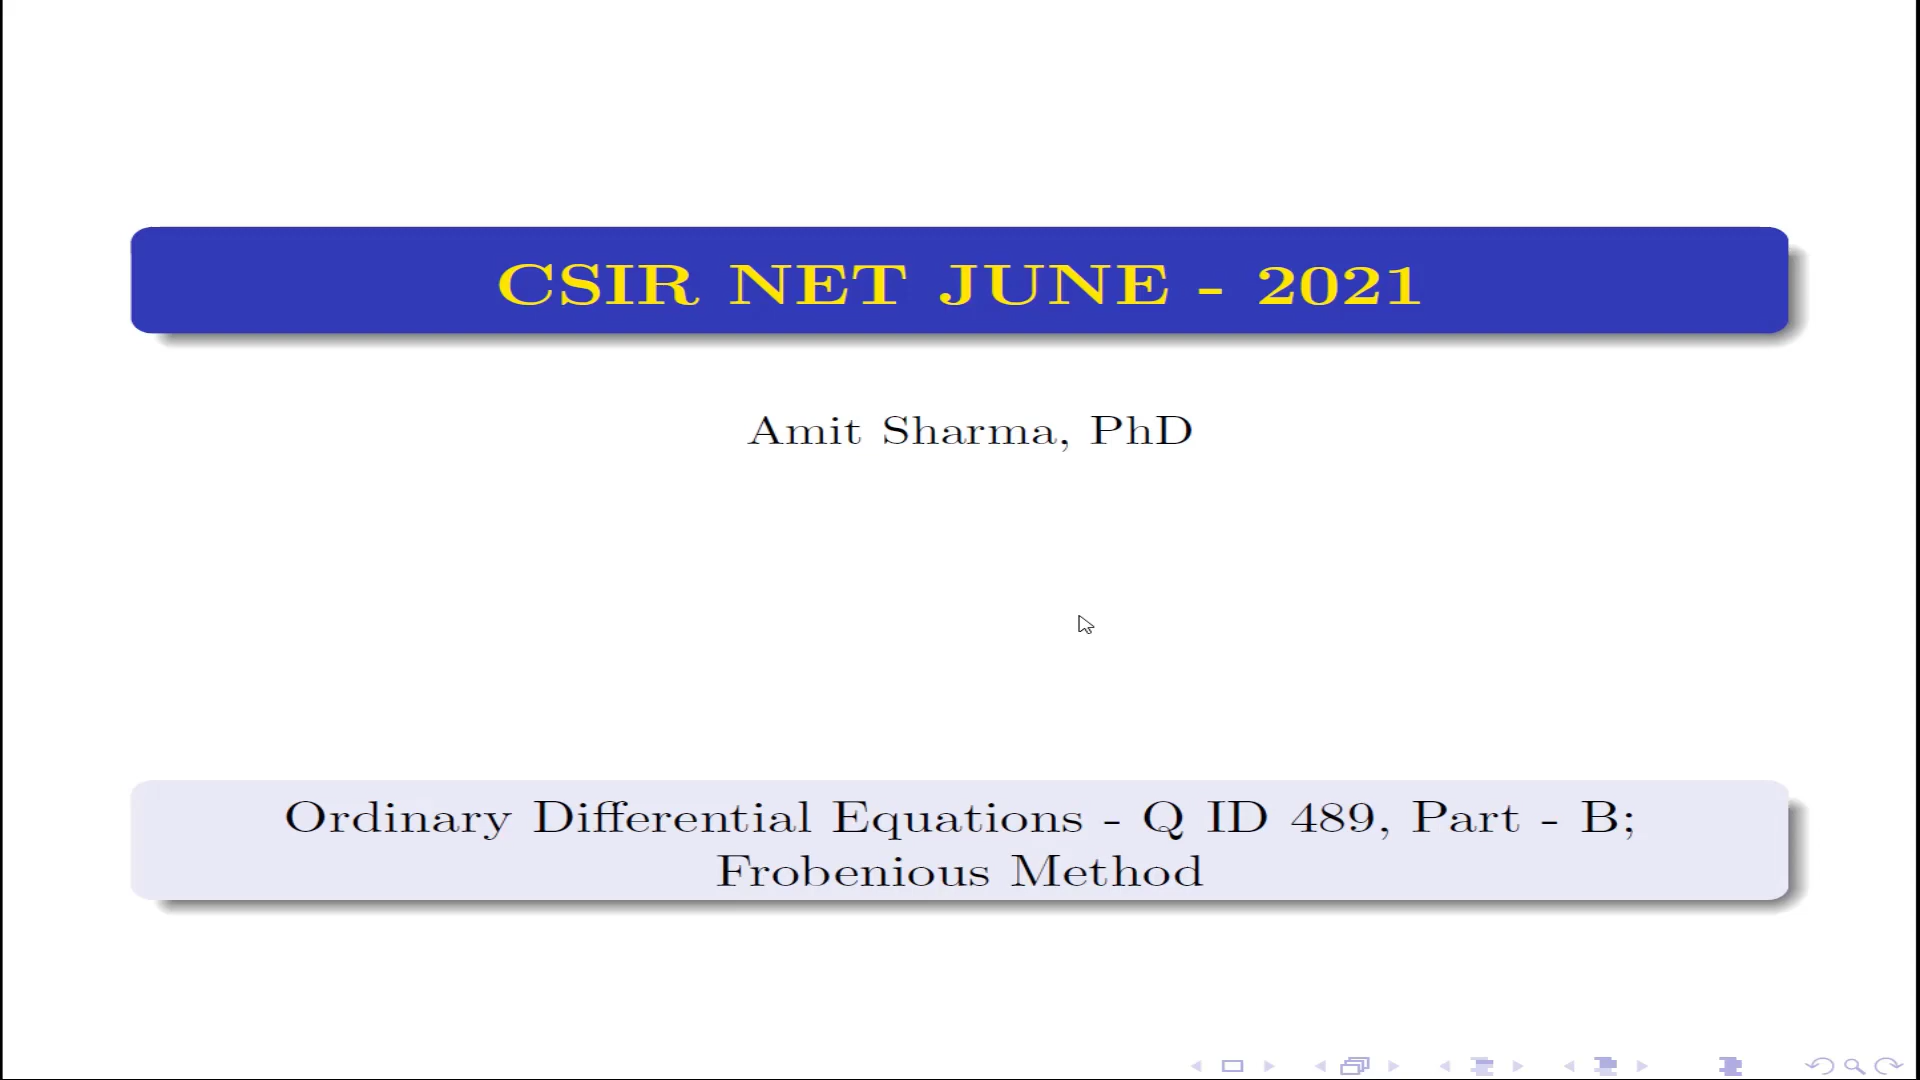 CSIR NET JUNE - 2021
Amit Sharma, PhD
Ordinary Differential Equations - Q ID 489, Part - B;
Frobenious Method